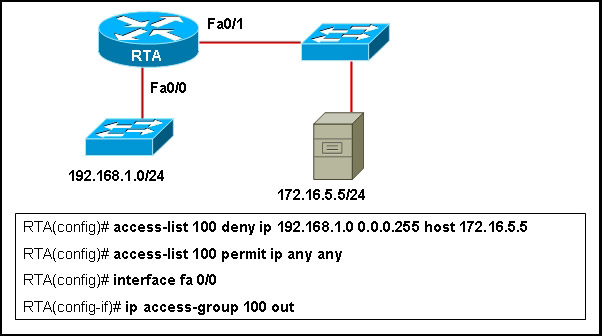 Fa0/1
RTA
Fa0/0
192.168.1.0/24
172.16.5.5/24
RTA(config)# access-list 100 deny ip 192.168.1.0 0.0.0.255 host 172.16.5.5
RTA(config)# access-list 100 permit ip any any
RTA(config)# interface fa 0/0
RTA(config-if)# ip access-group 100 out